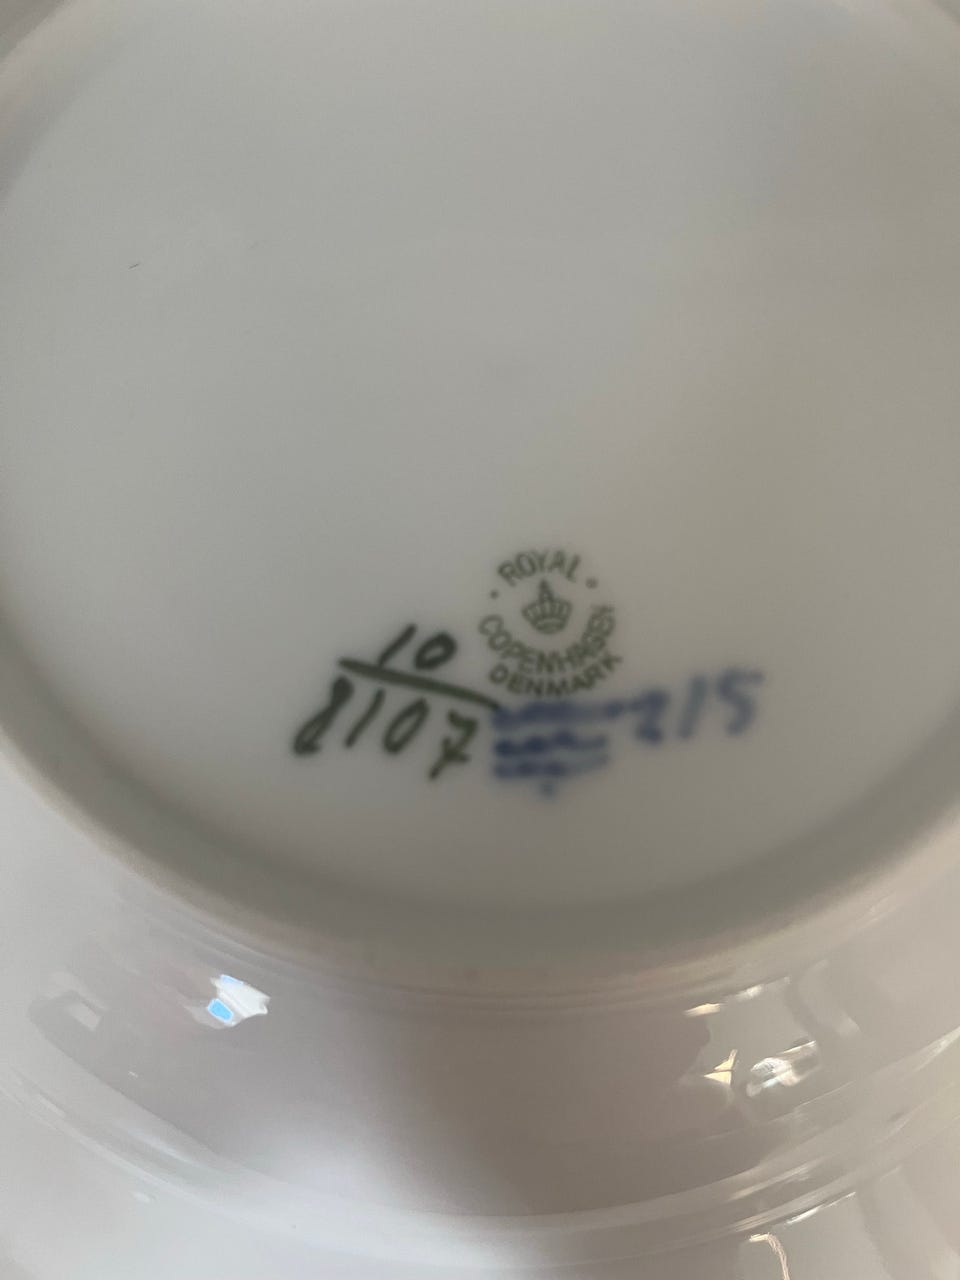 ROYAL
COPENHAGEN
DENMARK
10
8107
215